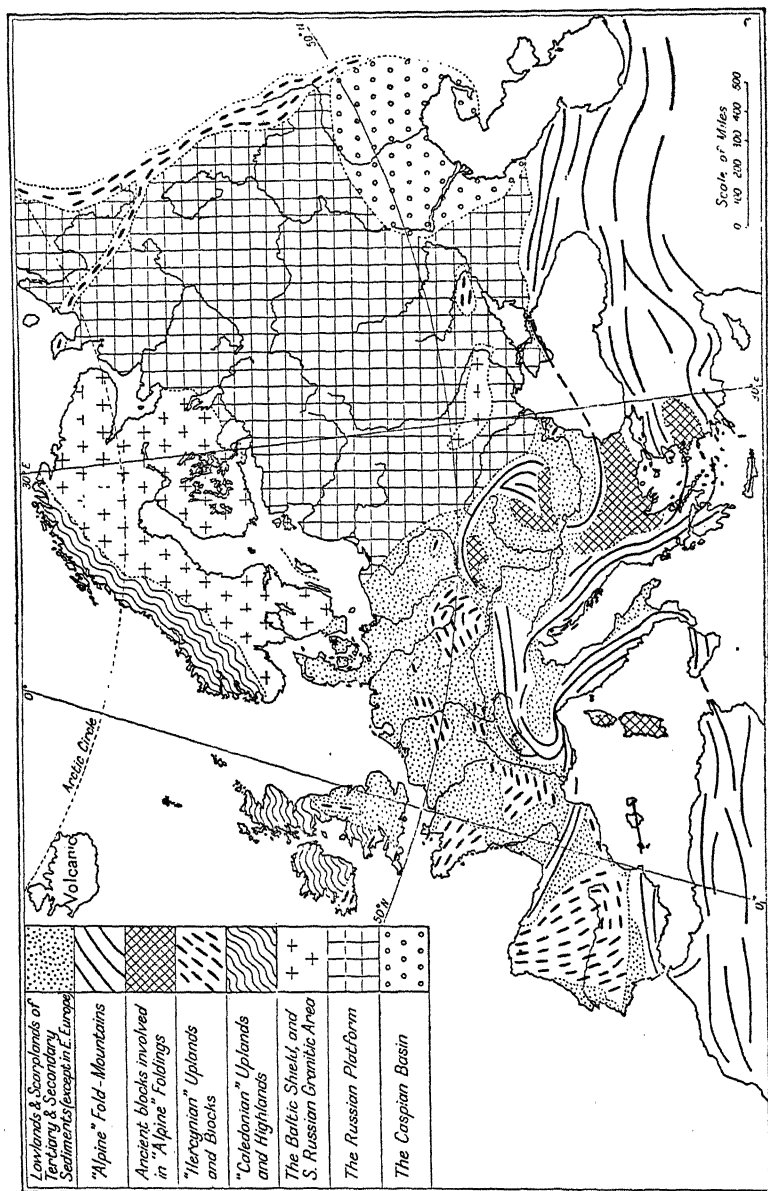 Lowlands & Scarplands of
Tertiary & Secondary
Sediments (except in E. Europe)
"Alpine" Fold-Mountains
Ancient blocks involved
in "Alpine" Foldings
"Hercynian" Uplands
and Blocks
"Caledonian" Uplands
and Highlands
The Baltic Shield, and
S. Russian Granitic Area
The Russian Platform
The Caspian Basin
Volcano
Arctic Circle
0°
30°E
50°N
50°N
0°
30°E
Scale of Miles
0 100 200 300 400 500